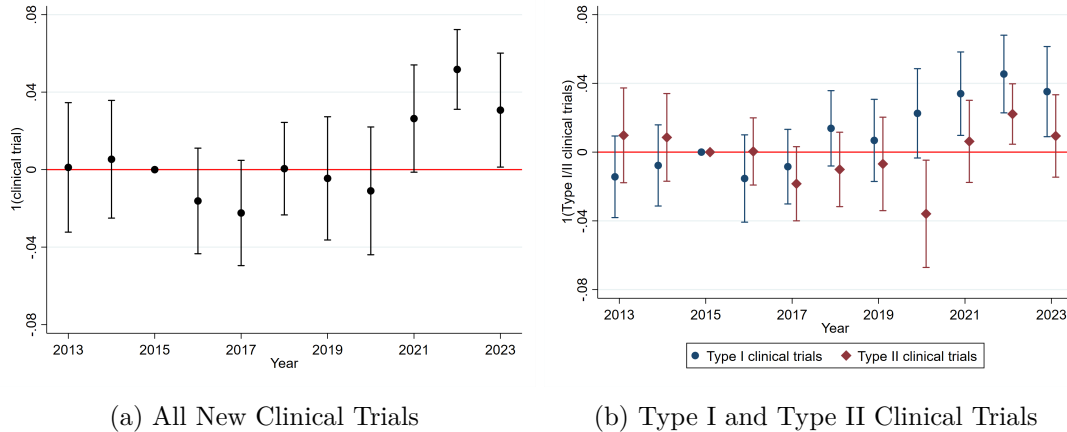 .08
.04
0
-.04
-.08
1(clinical trial)
2013 2015 2017 2019 2021 2023
Year
(a) All New Clinical Trials
.08
.04
0
-.04
-.08
1(Type I/II clinical trials)
2013 2015 2017 2019 2021 2023
Year
Type I clinical trials Type II clinical trials
(b) Type I and Type II Clinical Trials